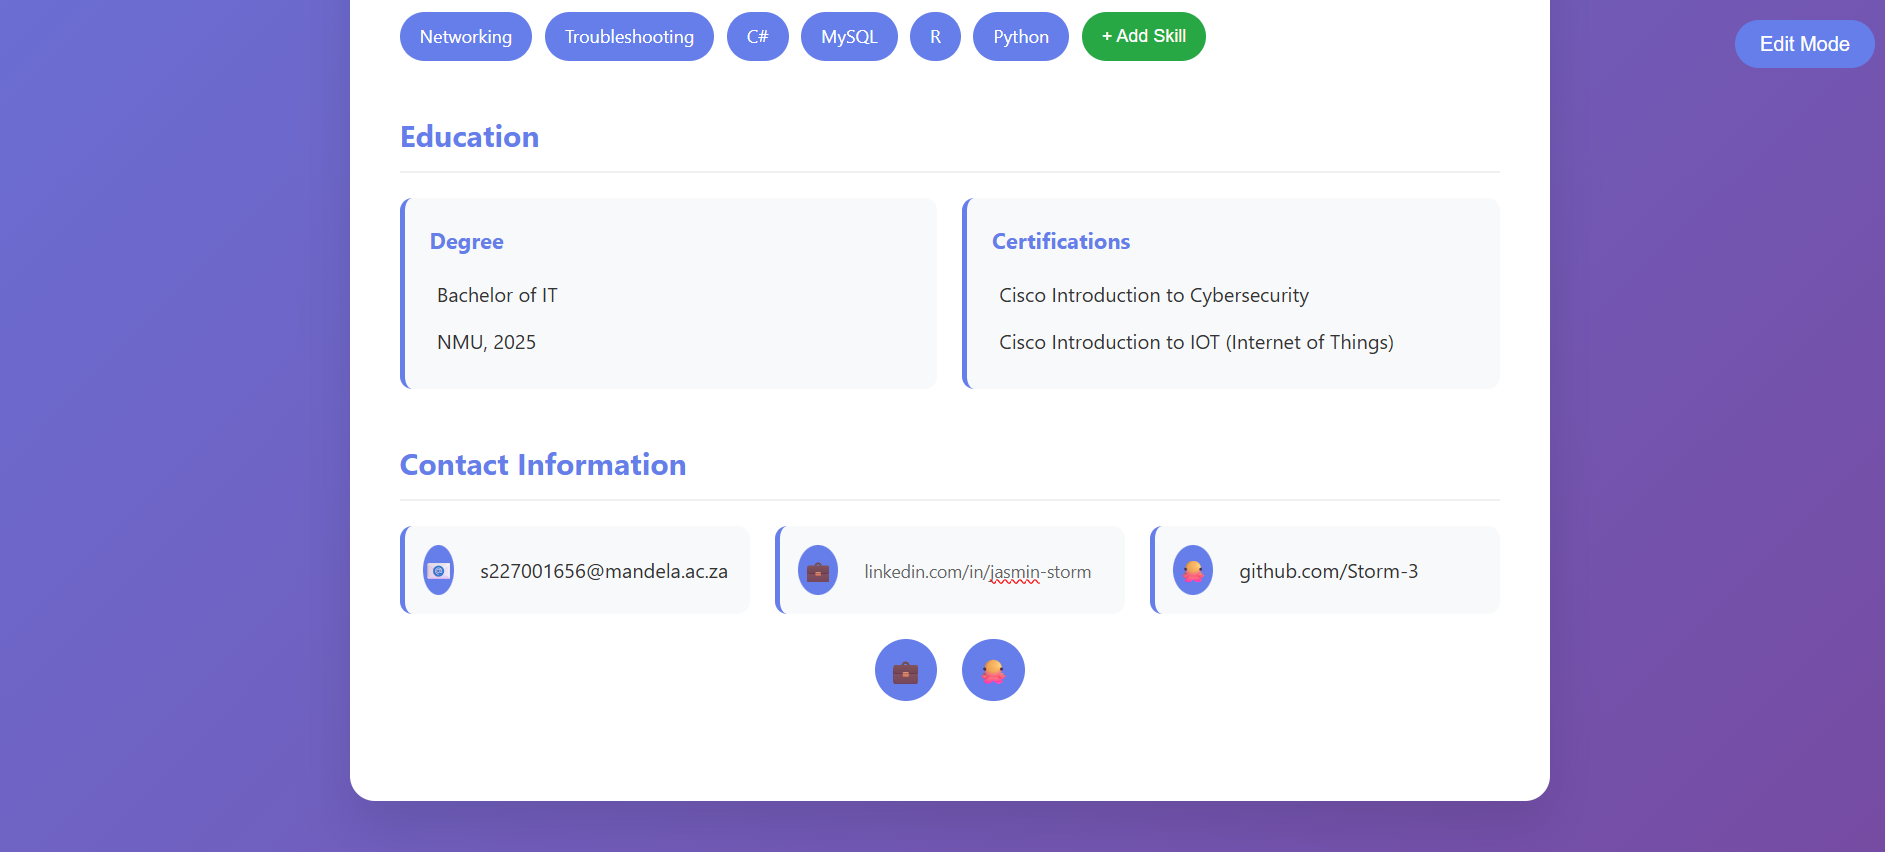 Networking Troubleshooting C# MySQL R Python + Add Skill
Edit Mode
Education
Degree
Bachelor of IT
NMU, 2025
Certifications
Cisco Introduction to Cybersecurity
Cisco Introduction to IOT (Internet of Things)
Contact Information
s227001656@mandela.ac.za
linkedin.com/in/jasmin-storm
github.com/Storm-3